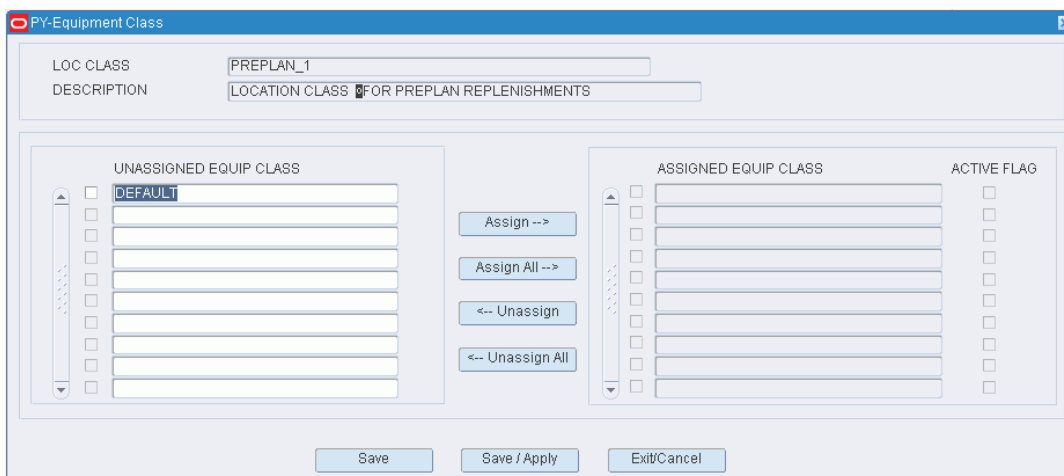 PY-Equipment Class
LOC CLASS PREPLAN_1
DESCRIPTION LOCATION CLASS FOR PREPLAN REPLENISHMENTS
UNASSIGNED EQUIP CLASS
DEFAULT
Assign -->
Assign All -->
<-- Unassign
<-- Unassign All
ASSIGNED EQUIP CLASS ACTIVE FLAG
Save Save / Apply Exit/Cancel